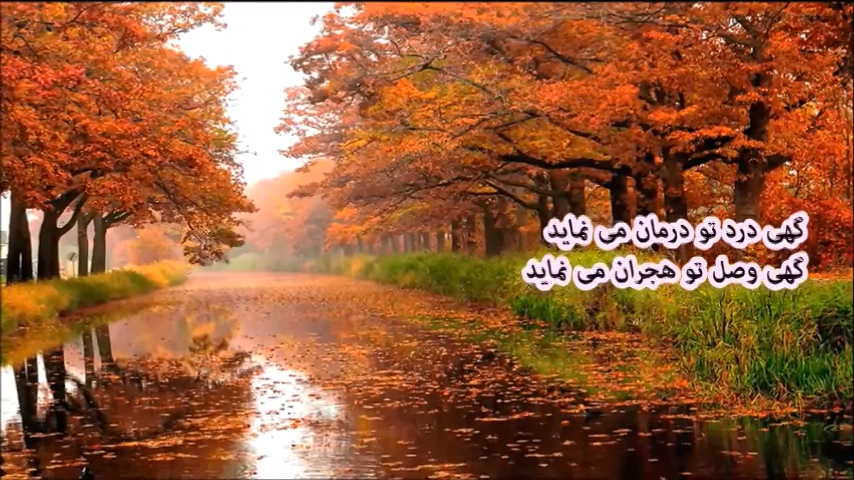 گهی درد تو درمان می نماید
گهی وصل تو هجران می نماید